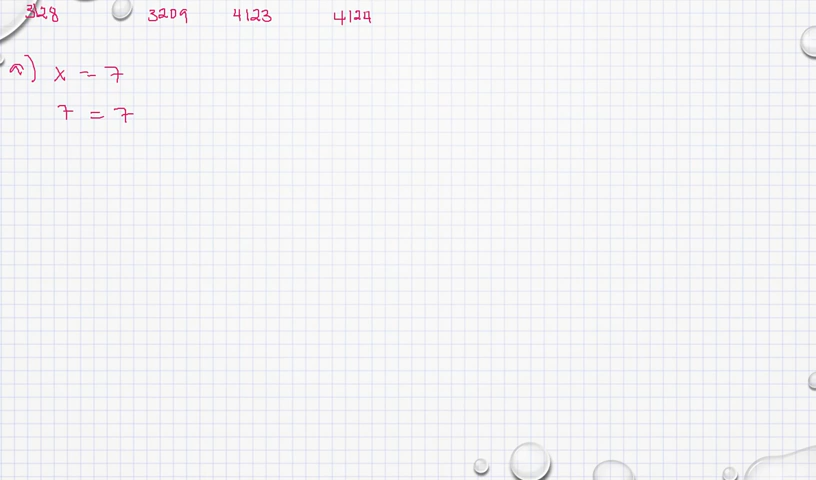 3128 3209 4123 4124
a) x = 7
7 = 7